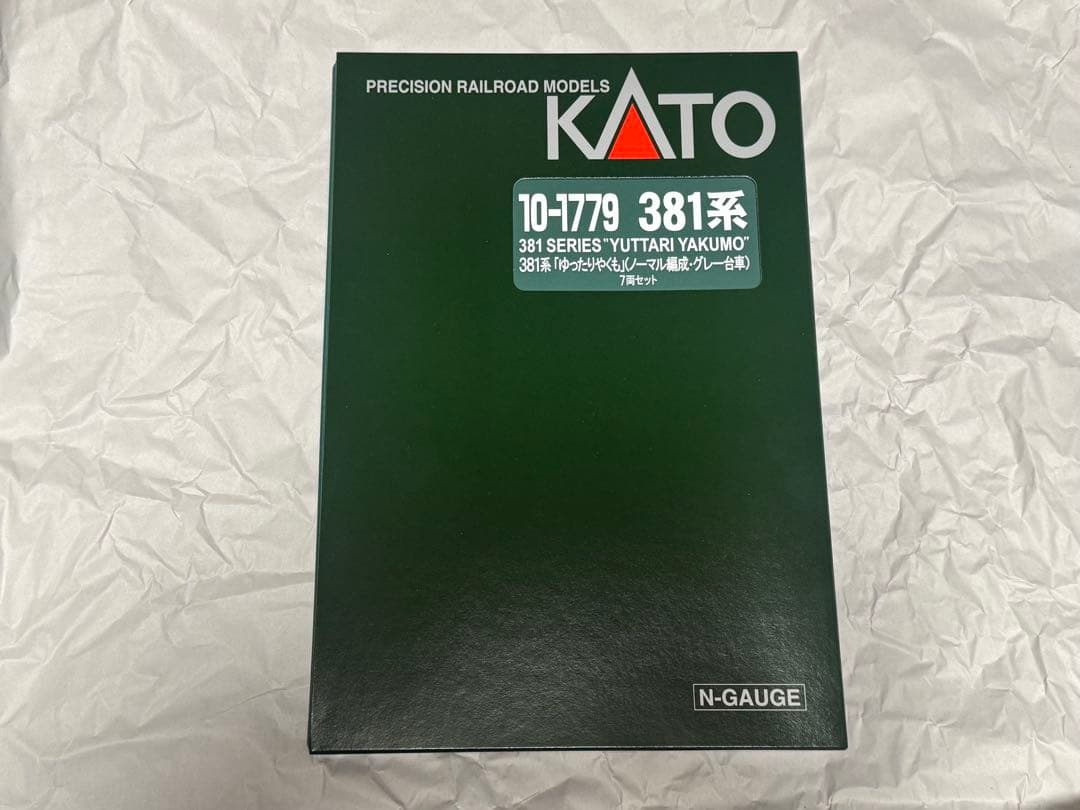 PRECISION RAILROAD MODELS
KATO
10-1779 381系
381 SERIES "YUTTARI YAKUMO"
381系「ゆったりやくも」(ノーマル編成・グレー台車)
7両セット
N-GAUGE